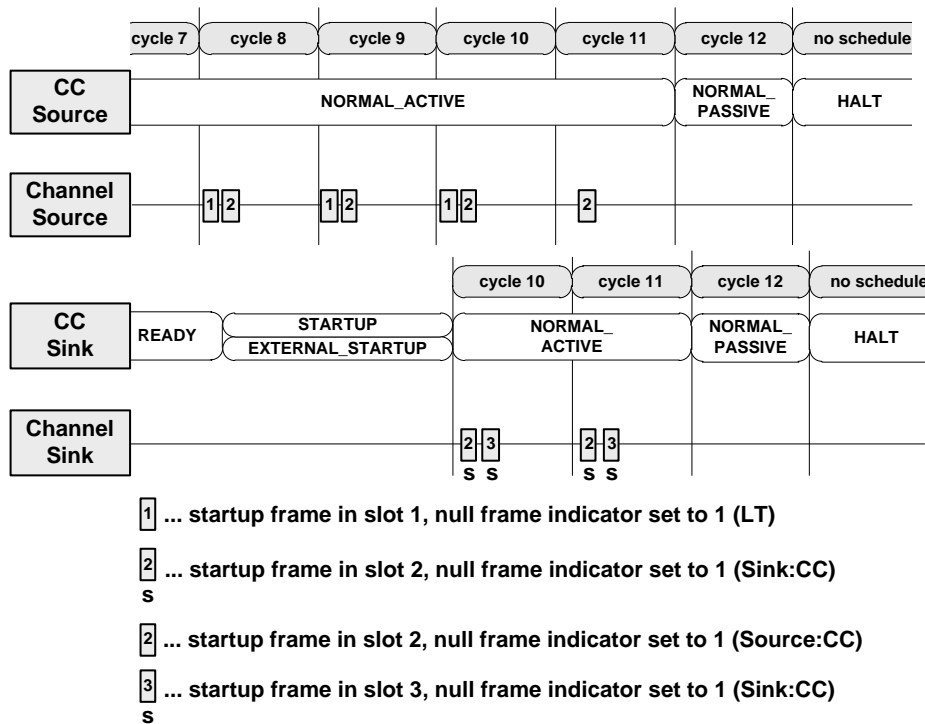 cycle 7 cycle 8 cycle 9 cycle 10 cycle 11 cycle 12 no schedule
CC
Source
NORMAL_ACTIVE
NORMAL_
PASSIVE
HALT
Channel
Source
1 2 1 2 1 2 2
cycle 10 cycle 11 cycle 12 no schedule
CC
Sink
READY
STARTUP
EXTERNAL_STARTUP
NORMAL_
ACTIVE
NORMAL_
PASSIVE
HALT
Channel
Sink
2 3 2 3
s s s s
1 ... startup frame in slot 1, null frame indicator set to 1 (LT)
2 ... startup frame in slot 2, null frame indicator set to 1 (Sink:CC)
s
2 ... startup frame in slot 2, null frame indicator set to 1 (Source:CC)
3 ... startup frame in slot 3, null frame indicator set to 1 (Sink:CC)
s